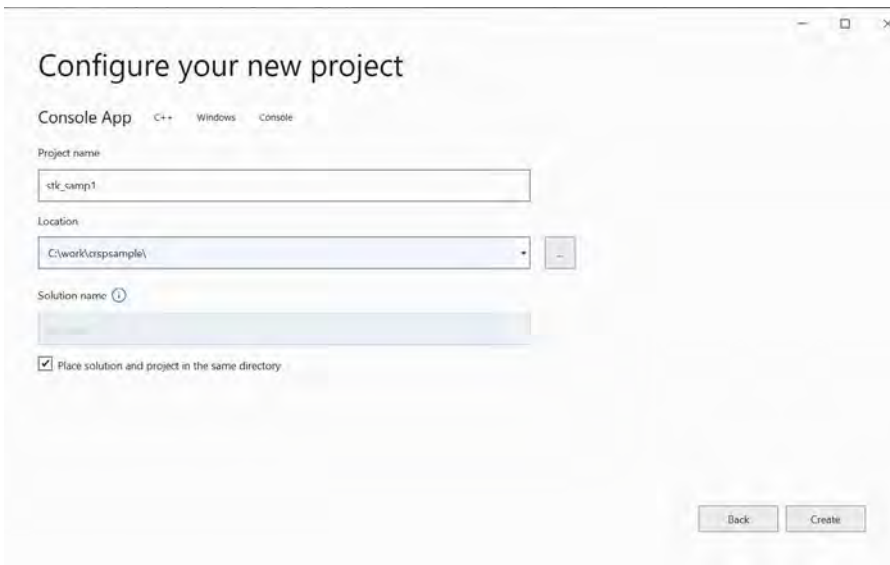 Configure your new project
Console App C++ Windows Console
Project name
stk_samp1
Location
C:\work\crspsample\
...
Solution name
Place solution and project in the same directory
Back Create